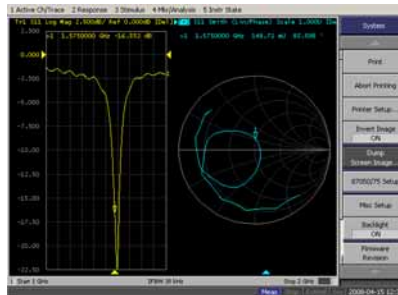 1 Active Ch/Trace 2 Response 3 Stimulus 4 Mkr/Analysis 5 Instr State
Tr1 S11 Log Mag 2.500dB/ Ref 0.000dB
S11 Smith (Lin/Phase) Scale 1.000U
>1 1.5750000 GHz
>1 1.5750000 GHz
0.000
-2.500
-5.000
-7.500
-10.00
-12.50
-15.00
-17.50
-20.00
-22.50
1 Start 1 GHz
IFBW 10 kHz
Stop 2 GHz
System
Print
Abort Printing
Printer Setup...
Invert Image
ON
Dump
Screen Image...
Misc Setup
Backlight
ON
Firmware
Revision
Meas
2008-04-15